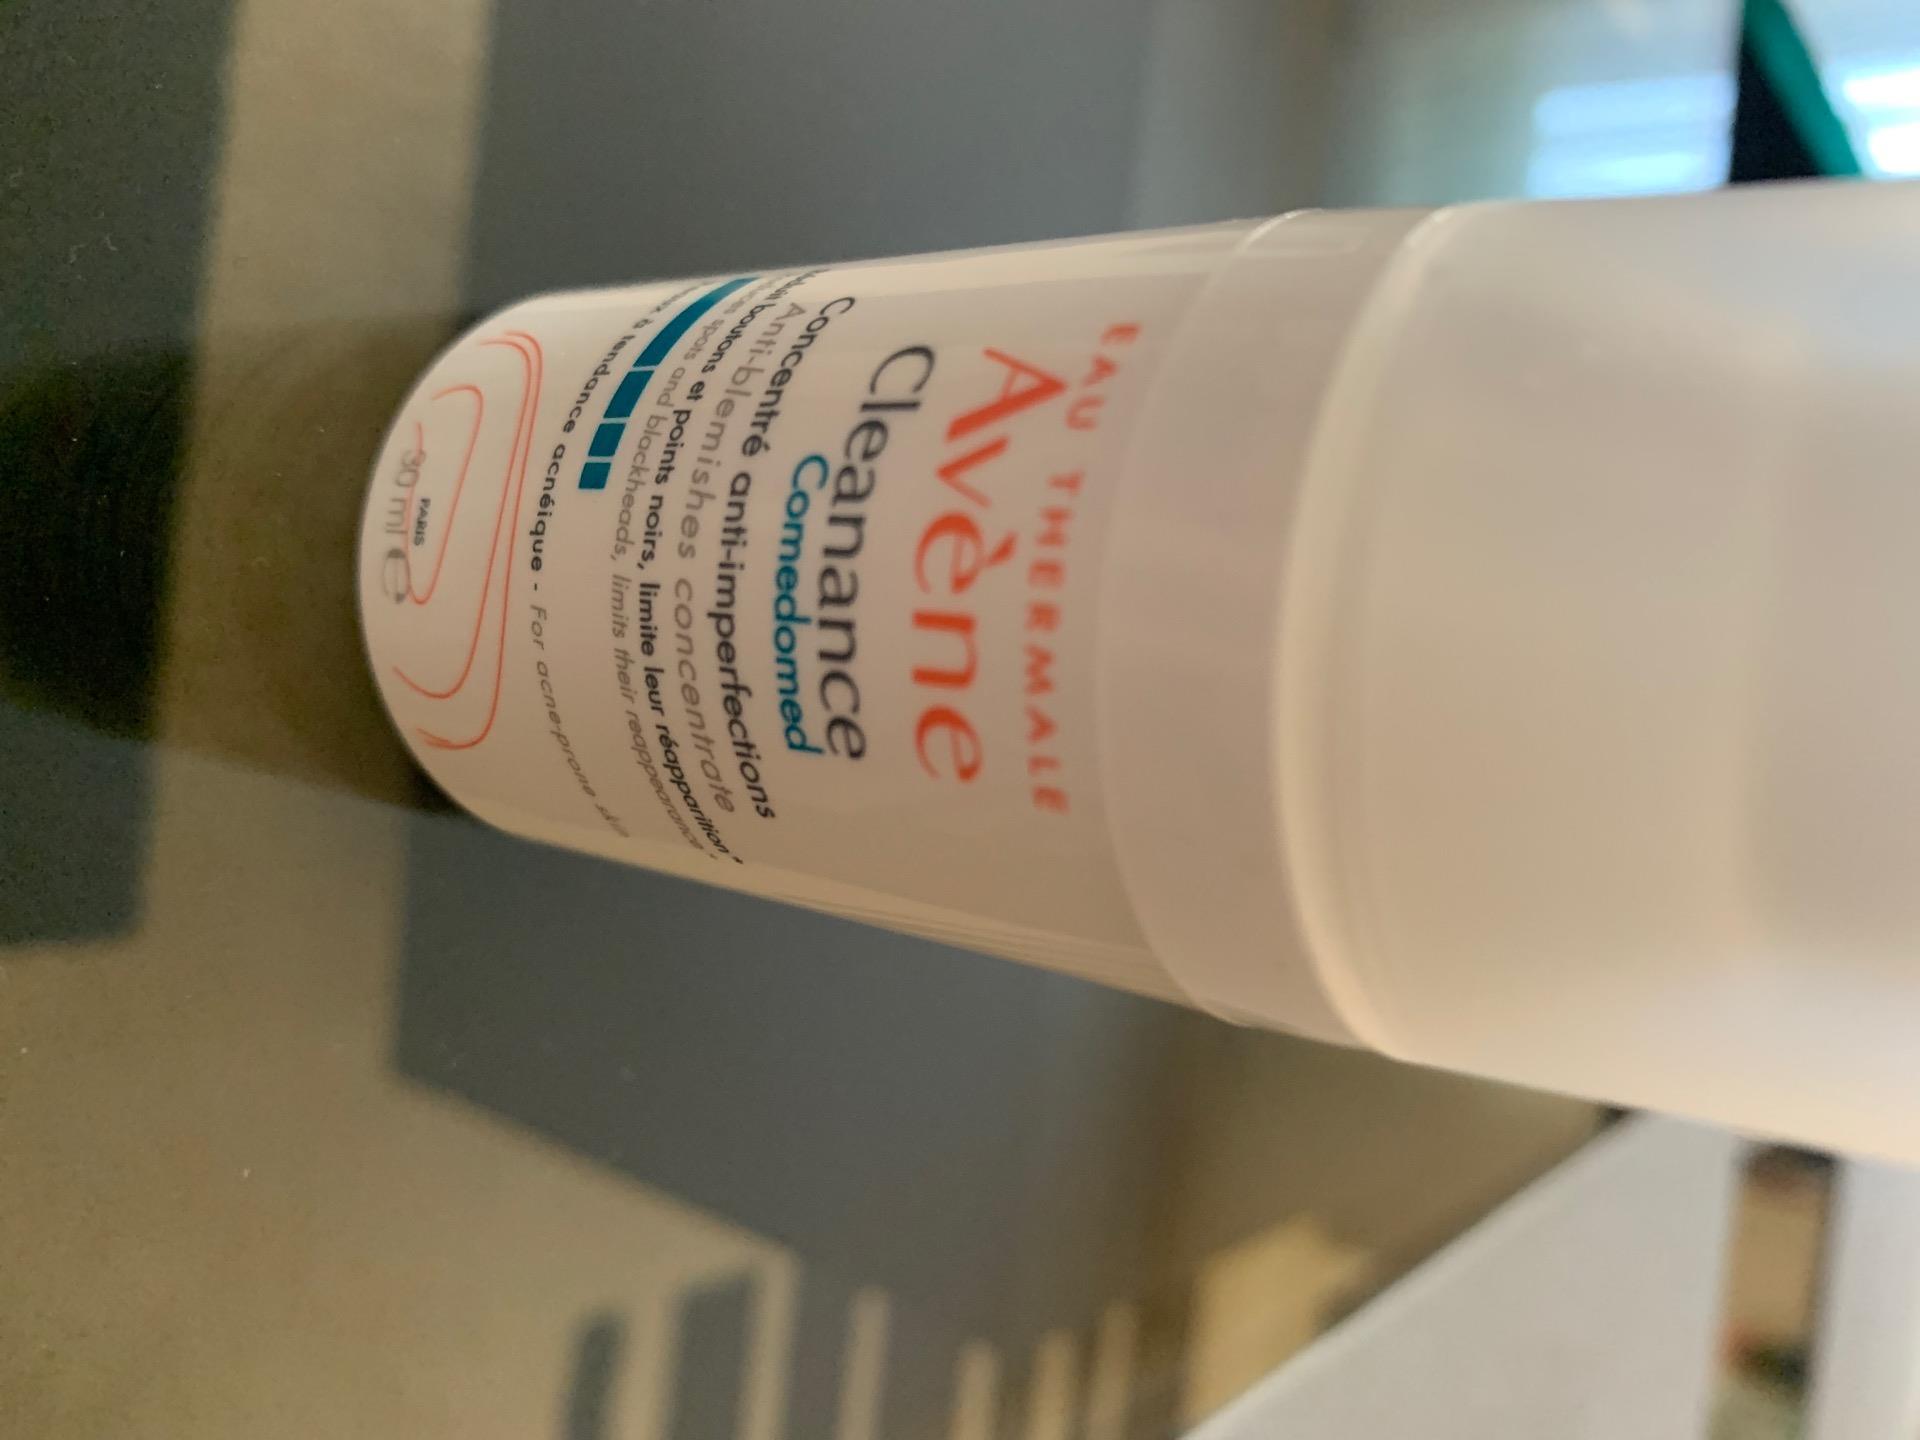 EAU THERMALE
Avène
Cleanance
Comedomed
Concentré anti-imperfections
Anti-blemishes concentrate
boutons et points noirs, limite leur réapparition*
spots and blackheads, limits their reappearance*
à tendance acnéique - For acne-prone skin
PARIS
30 ml e